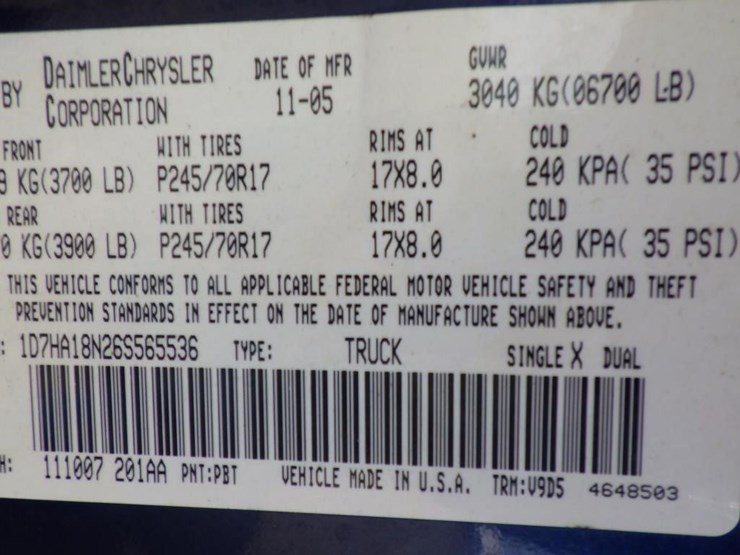 BY DAIMLERCHRYSLER CORPORATION DATE OF MFR 11-05 GVWR 3040 KG(06700 LB)
FRONT WITH TIRES RIMS AT COLD
9 KG(3700 LB) P245/70R17 17X8.0 240 KPA( 35 PSI)
REAR WITH TIRES RIMS AT COLD
0 KG(3900 LB) P245/70R17 17X8.0 240 KPA( 35 PSI)
THIS VEHICLE CONFORMS TO ALL APPLICABLE FEDERAL MOTOR VEHICLE SAFETY AND THEFT
PREVENTION STANDARDS IN EFFECT ON THE DATE OF MANUFACTURE SHOWN ABOVE.
: 1D7HA18N26S565536 TYPE: TRUCK SINGLE X DUAL
H: 111007 201AA PNT:PBT VEHICLE MADE IN U.S.A. TRM:V9D5 4648503